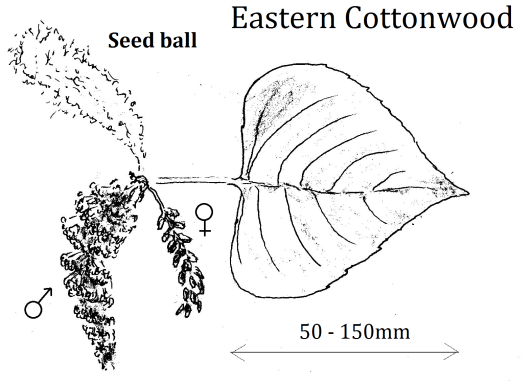 Eastern Cottonwood
Seed ball
♀
♂
50 - 150mm